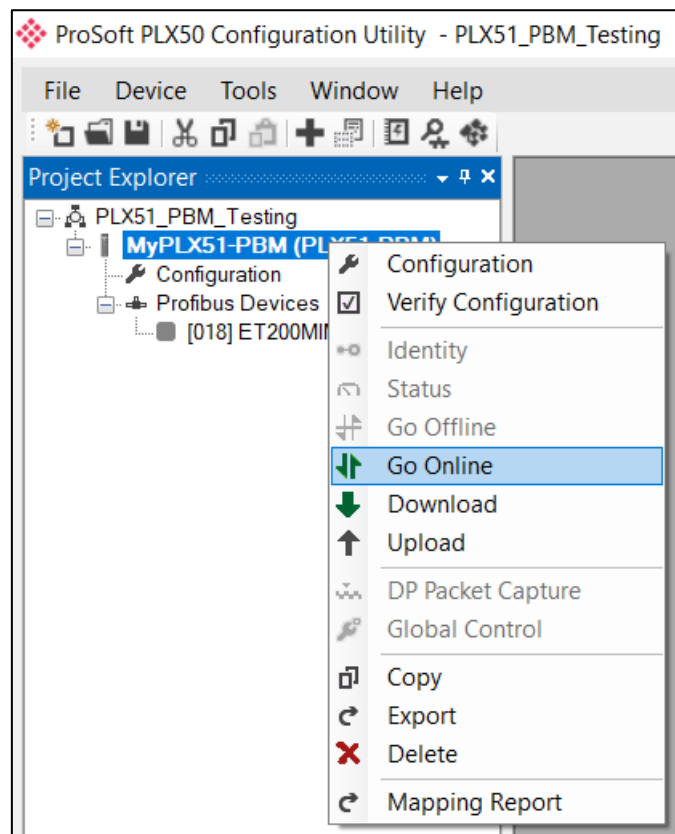 ProSoft PLX50 Configuration Utility - PLX51_PBM_Testing
File Device Tools Window Help
Project Explorer
PLX51_PBM_Testing
MyPLX51-PBM (PLX51-PBM)
Configuration
Profibus Devices
[018] ET200MI
Configuration
Verify Configuration
Identity
Status
Go Offline
Go Online
Download
Upload
DP Packet Capture
Global Control
Copy
Export
Delete
Mapping Report